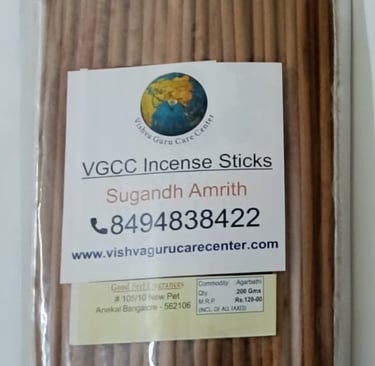 Vishva Guru Care Center
VGCC Incense Sticks
Sugandh Amrith
8494838422
www.vishvagurucarecenter.com
Good Feel Fragrances
# 105/10 New Pet
Anekal Bangalore - 562106
Commodity Agarbathi
Qty 200 Gms
M.R.P. Rs.120-00
(INCL. OF ALL TAXES)